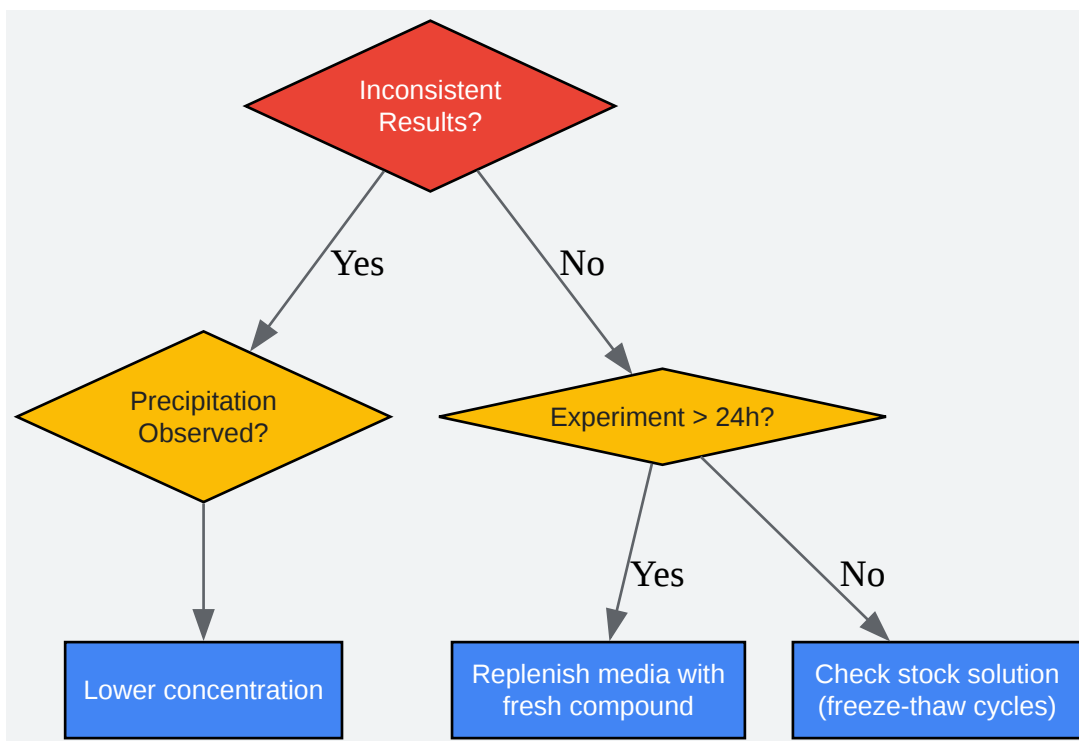 Inconsistent
Results?
Yes
No
Precipitation
Observed?
Experiment > 24h?
Yes
No
Lower concentration
Replenish media with
fresh compound
Check stock solution
(freeze-thaw cycles)